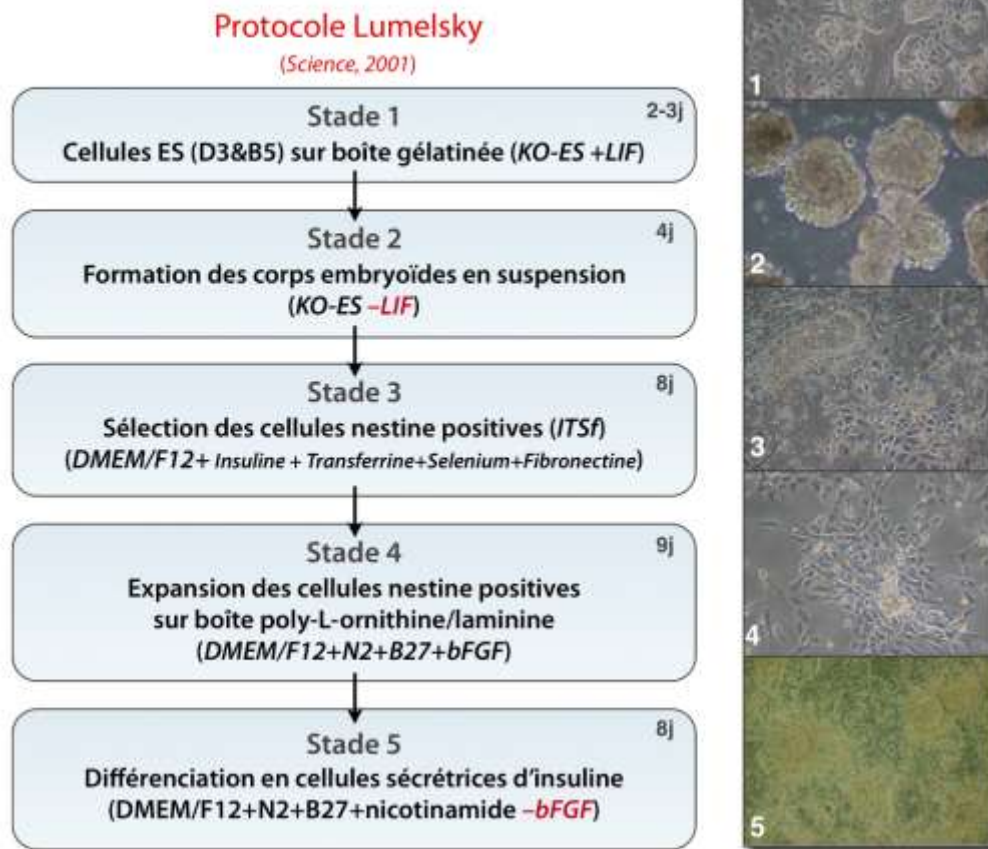 Protocole Lumelsky
(Science, 2001)
Stade 1
2-3j
Cellules ES (D3&B5) sur boîte gélatinée (KO-ES +LIF)
Stade 2
4j
Formation des corps embryoïdes en suspension
(KO-ES –LIF)
Stade 3
8j
Sélection des cellules nestine positives (ITSf)
(DMEM/F12+ Insuline + Transferrine+Selenium+Fibronectine)
Stade 4
9j
Expansion des cellules nestine positives
sur boîte poly-L-ornithine/laminine
(DMEM/F12+N2+B27+bFGF)
Stade 5
8j
Différenciation en cellules sécrétrices d’insuline
(DMEM/F12+N2+B27+nicotinamide –bFGF)
1
2
3
4
5